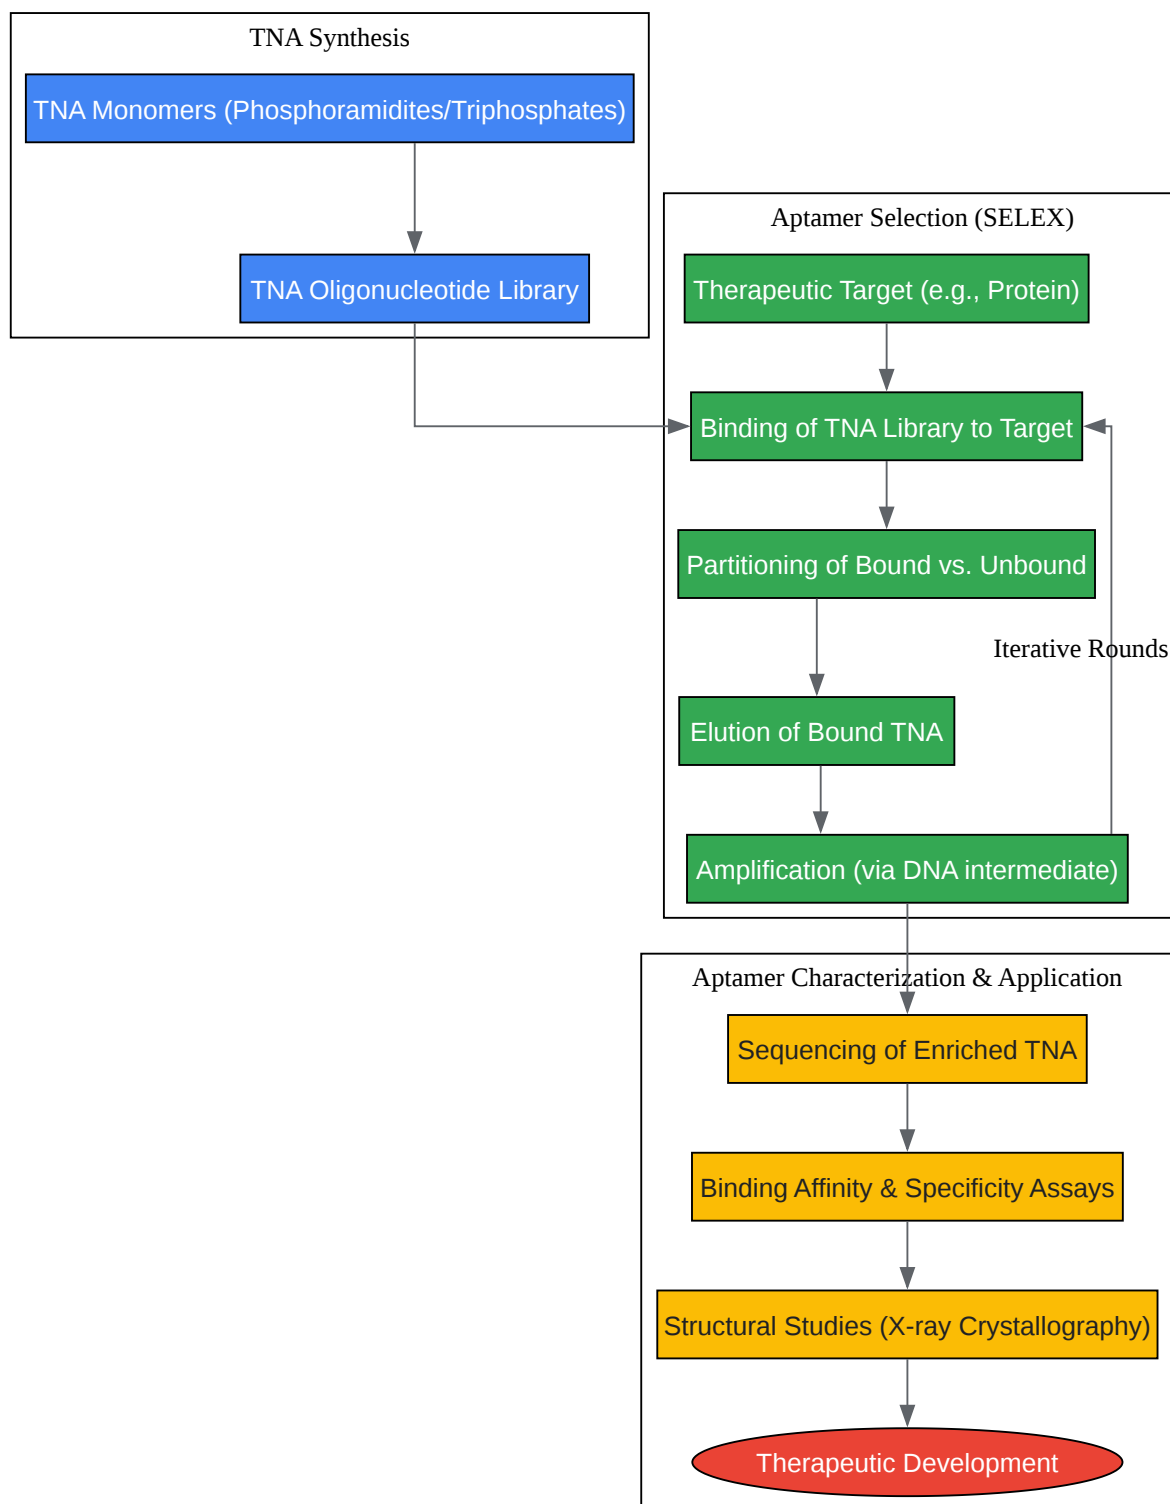 TNA Synthesis
TNA Monomers (Phosphoramidites/Triphosphates)
TNA Oligonucleotide Library
Aptamer Selection (SELEX)
Therapeutic Target (e.g., Protein)
Binding of TNA Library to Target
Partitioning of Bound vs. Unbound
Iterative Rounds
Elution of Bound TNA
Amplification (via DNA intermediate)
Aptamer Characterization & Application
Sequencing of Enriched TNA
Binding Affinity & Specificity Assays
Structural Studies (X-ray Crystallography)
Therapeutic Development